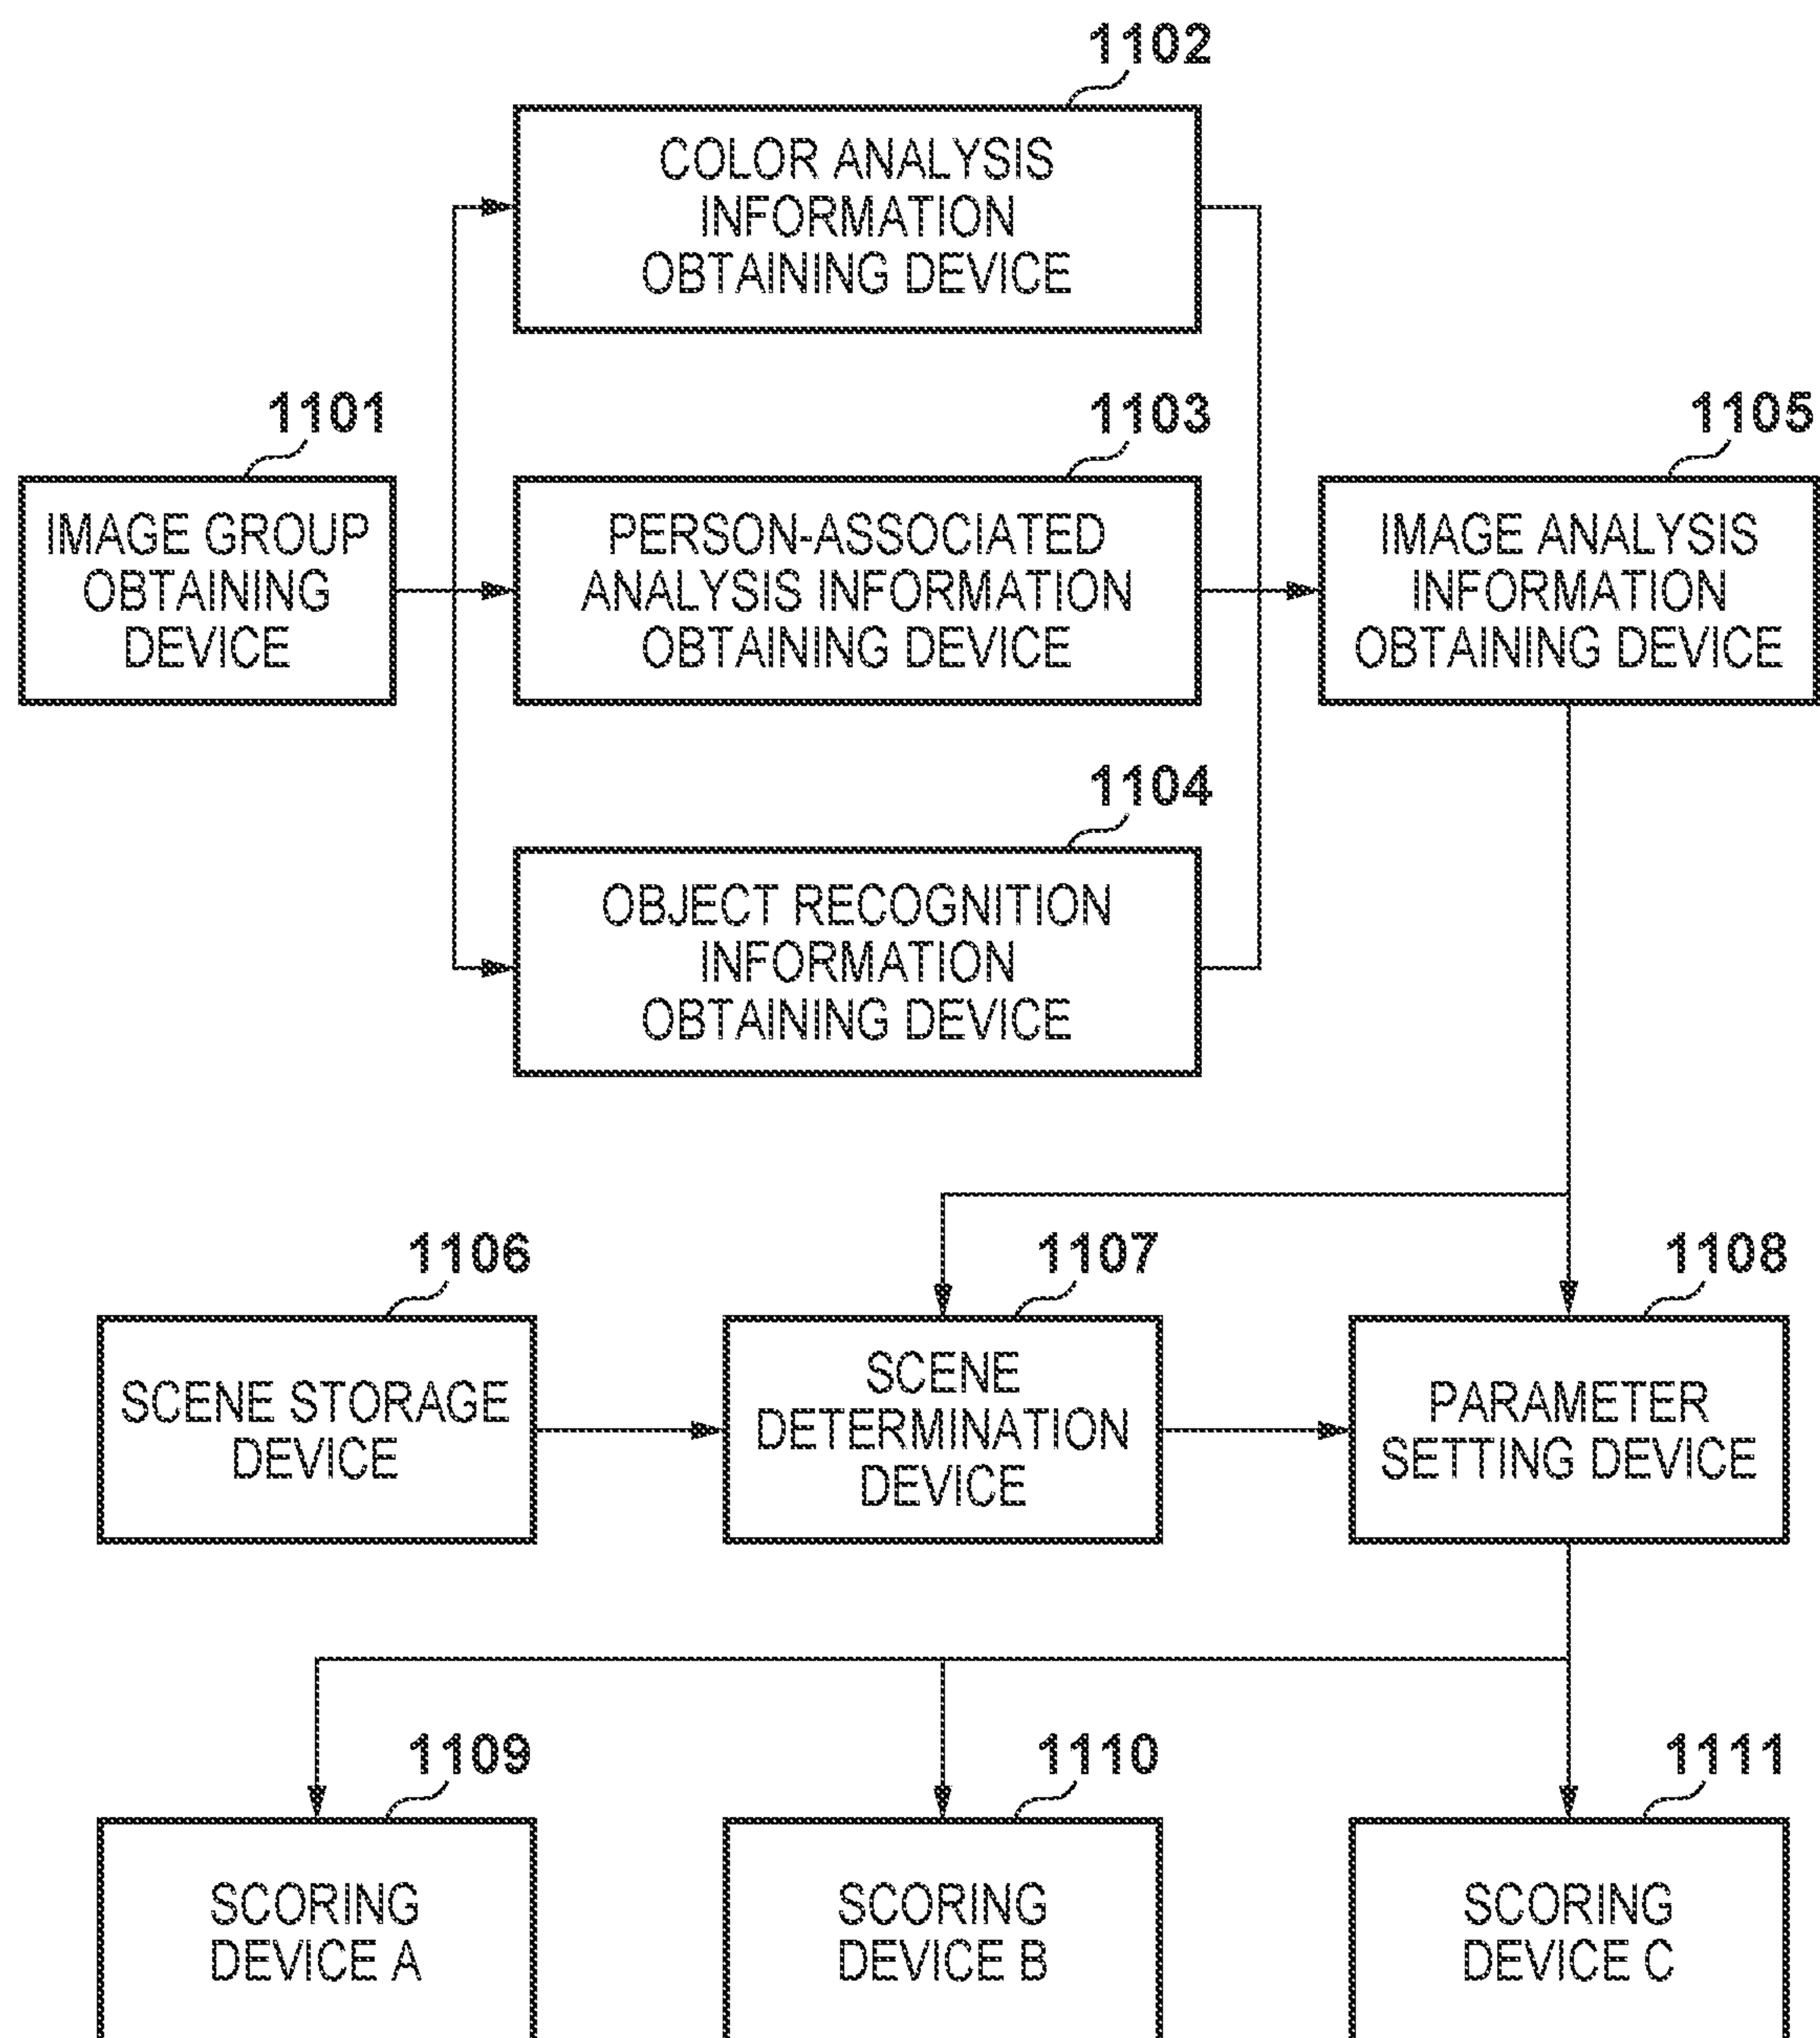 1102
COLOR ANALYSIS
INFORMATION
OBTAINING DEVICE
1101
IMAGE GROUP
OBTAINING
DEVICE
1103
PERSON-ASSOCIATED
ANALYSIS INFORMATION
OBTAINING DEVICE
1105
IMAGE ANALYSIS
INFORMATION
OBTAINING DEVICE
1104
OBJECT RECOGNITION
INFORMATION
OBTAINING DEVICE
1106
SCENE STORAGE
DEVICE
1107
SCENE
DETERMINATION
DEVICE
1108
PARAMETER
SETTING DEVICE
1109
SCORING
DEVICE A
1110
SCORING
DEVICE B
1111
SCORING
DEVICE C